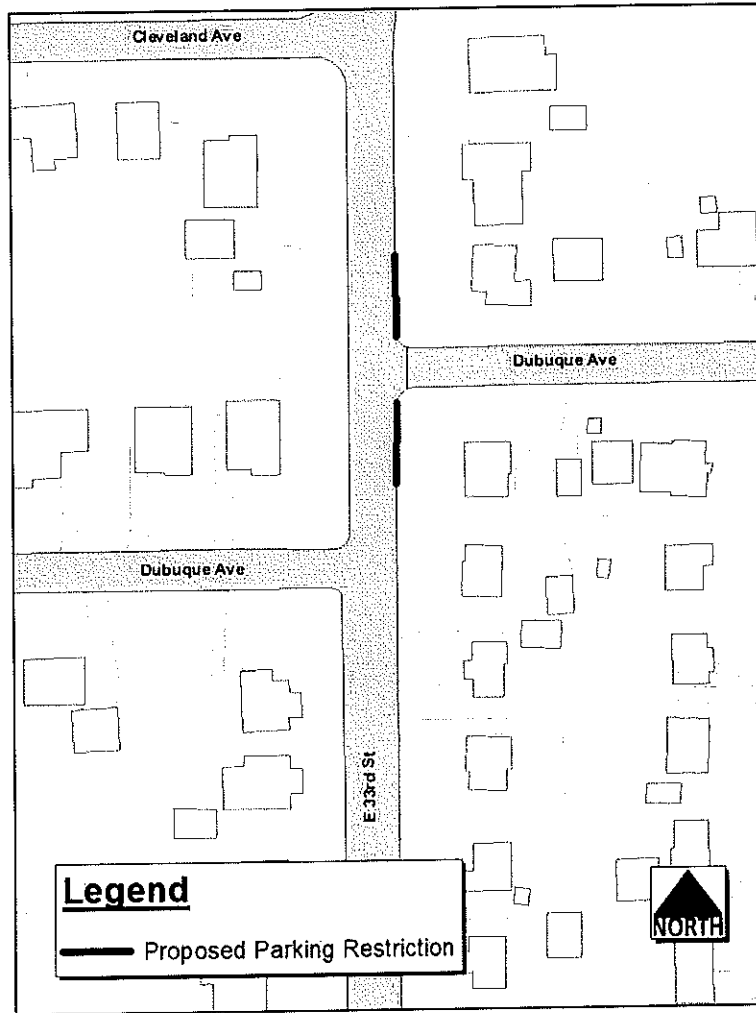 Cleveland Ave
Dubuque Ave
Dubuque Ave
E 33rd St
Legend
Proposed Parking Restriction
NORTH